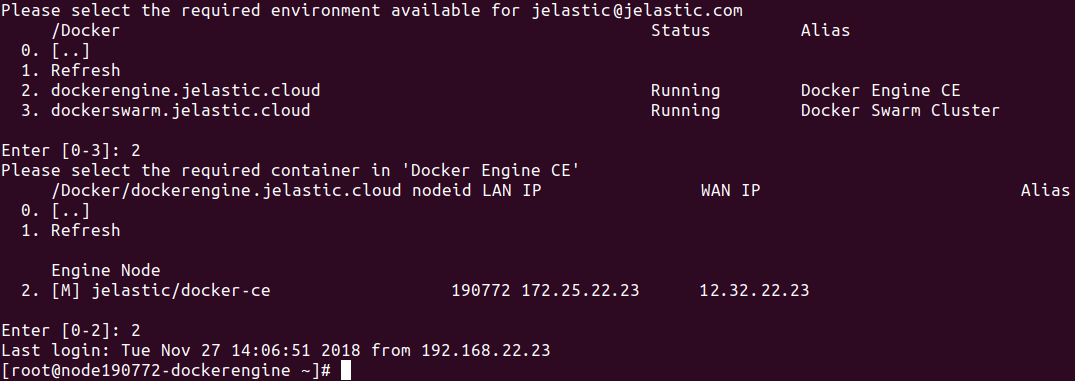 Please select the required environment available for jelastic@jelastic.com
/Docker Status Alias
0. [..]
1. Refresh
2. dockerengine.jelastic.cloud Running Docker Engine CE
3. dockerswarm.jelastic.cloud Running Docker Swarm Cluster
Enter [0-3]: 2
Please select the required container in 'Docker Engine CE'
/Docker/dockerengine.jelastic.cloud nodeid LAN IP WAN IP Alias
0. [..]
1. Refresh
Engine Node
2. [M] jelastic/docker-ce 190772 172.25.22.23 12.32.22.23
Enter [0-2]: 2
Last login: Tue Nov 27 14:06:51 2018 from 192.168.22.23
[root@node190772-dockerengine ~]#